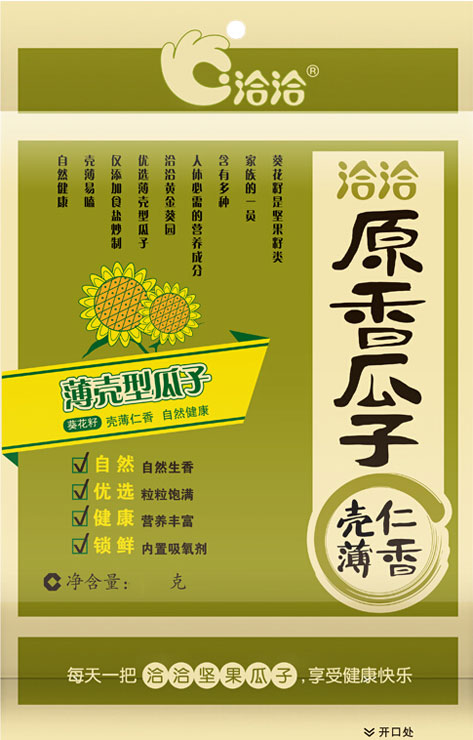 洽洽®
葵花籽是坚果籽类
家族的一员
含有多种
人体必需的营养成分
洽洽黄金葵园
优选薄壳型瓜子
仅添加食盐炒制
壳薄易嗑
自然健康
洽洽
原香瓜子
壳薄
仁香
薄壳型瓜子
葵花籽 壳薄仁香 自然健康
自然 自然生香
优选 粒粒饱满
健康 营养丰富
锁鲜 内置吸氧剂
净含量： 克
每天一把 洽洽坚果瓜子,享受健康快乐
开口处